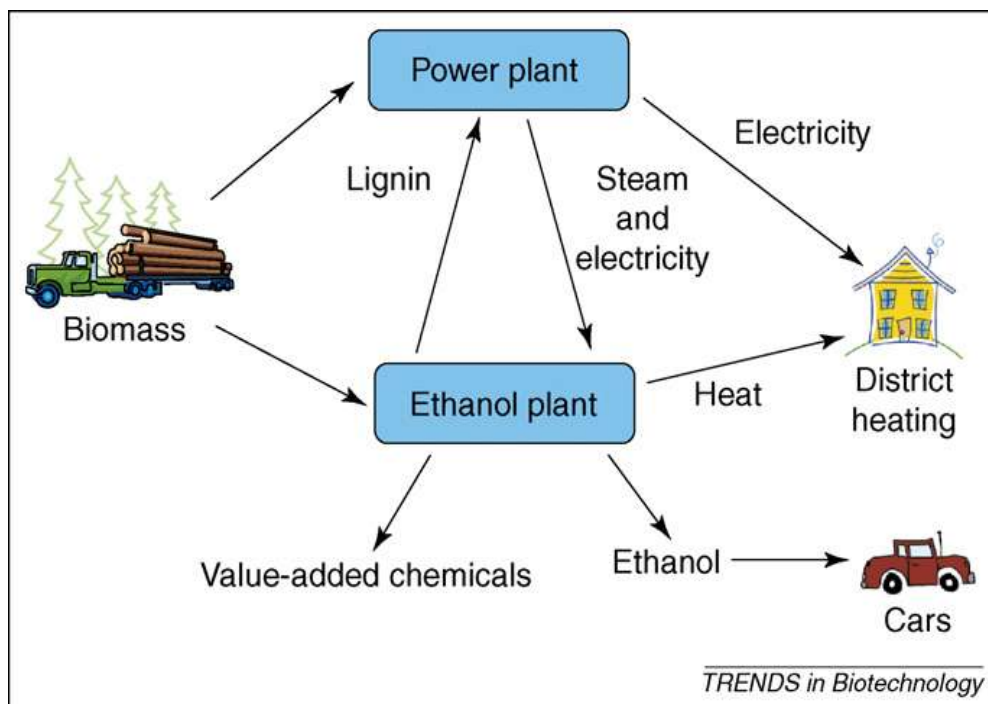 Power plant
Electricity
Lignin
Steam
and
electricity
Biomass
Ethanol plant
Heat
District
heating
Value-added chemicals
Ethanol
Cars
TRENDS in Biotechnology